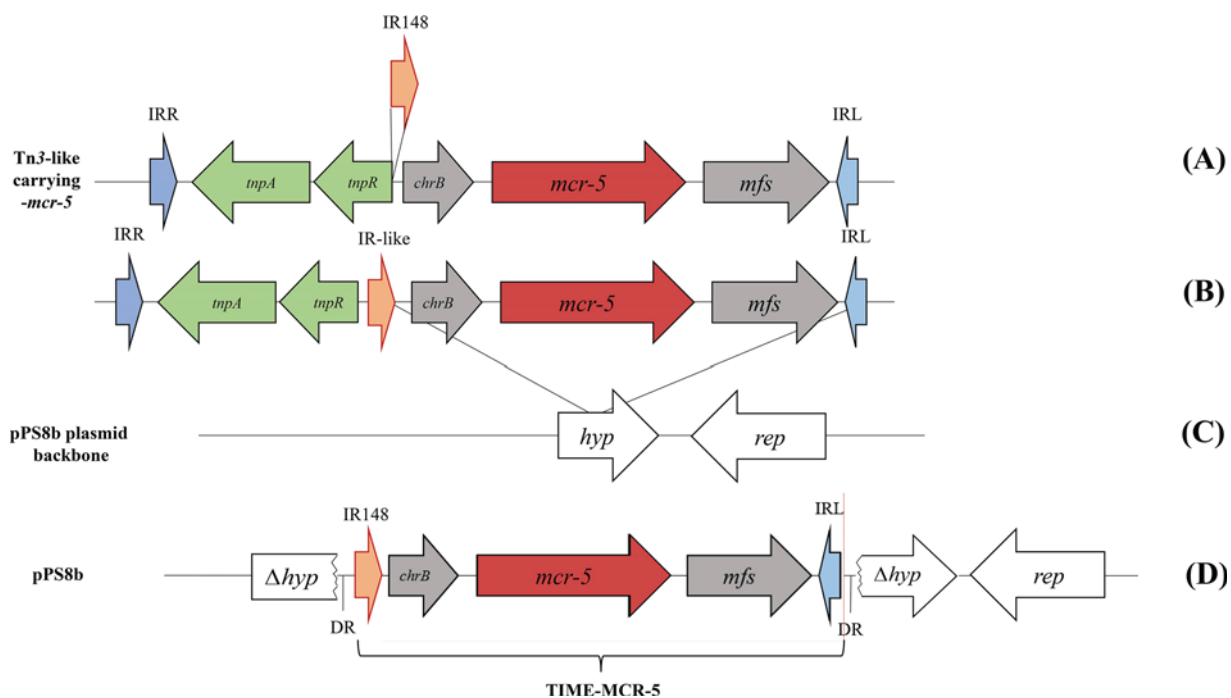 IR148
IRR
IRL
Tn3-like
carrying
-mcr-5
tnpA
tnpR
chrB
mcr-5
mfs
(A)
IRR
IR-like
IRL
tnpA
tnpR
chrB
mcr-5
mfs
(B)
pPS8b plasmid
backbone
hyp
rep
(C)
IR148
IRL
pPS8b
Δhyp
chrB
mcr-5
mfs
Δhyp
rep
(D)
DR
DR
TIME-MCR-5